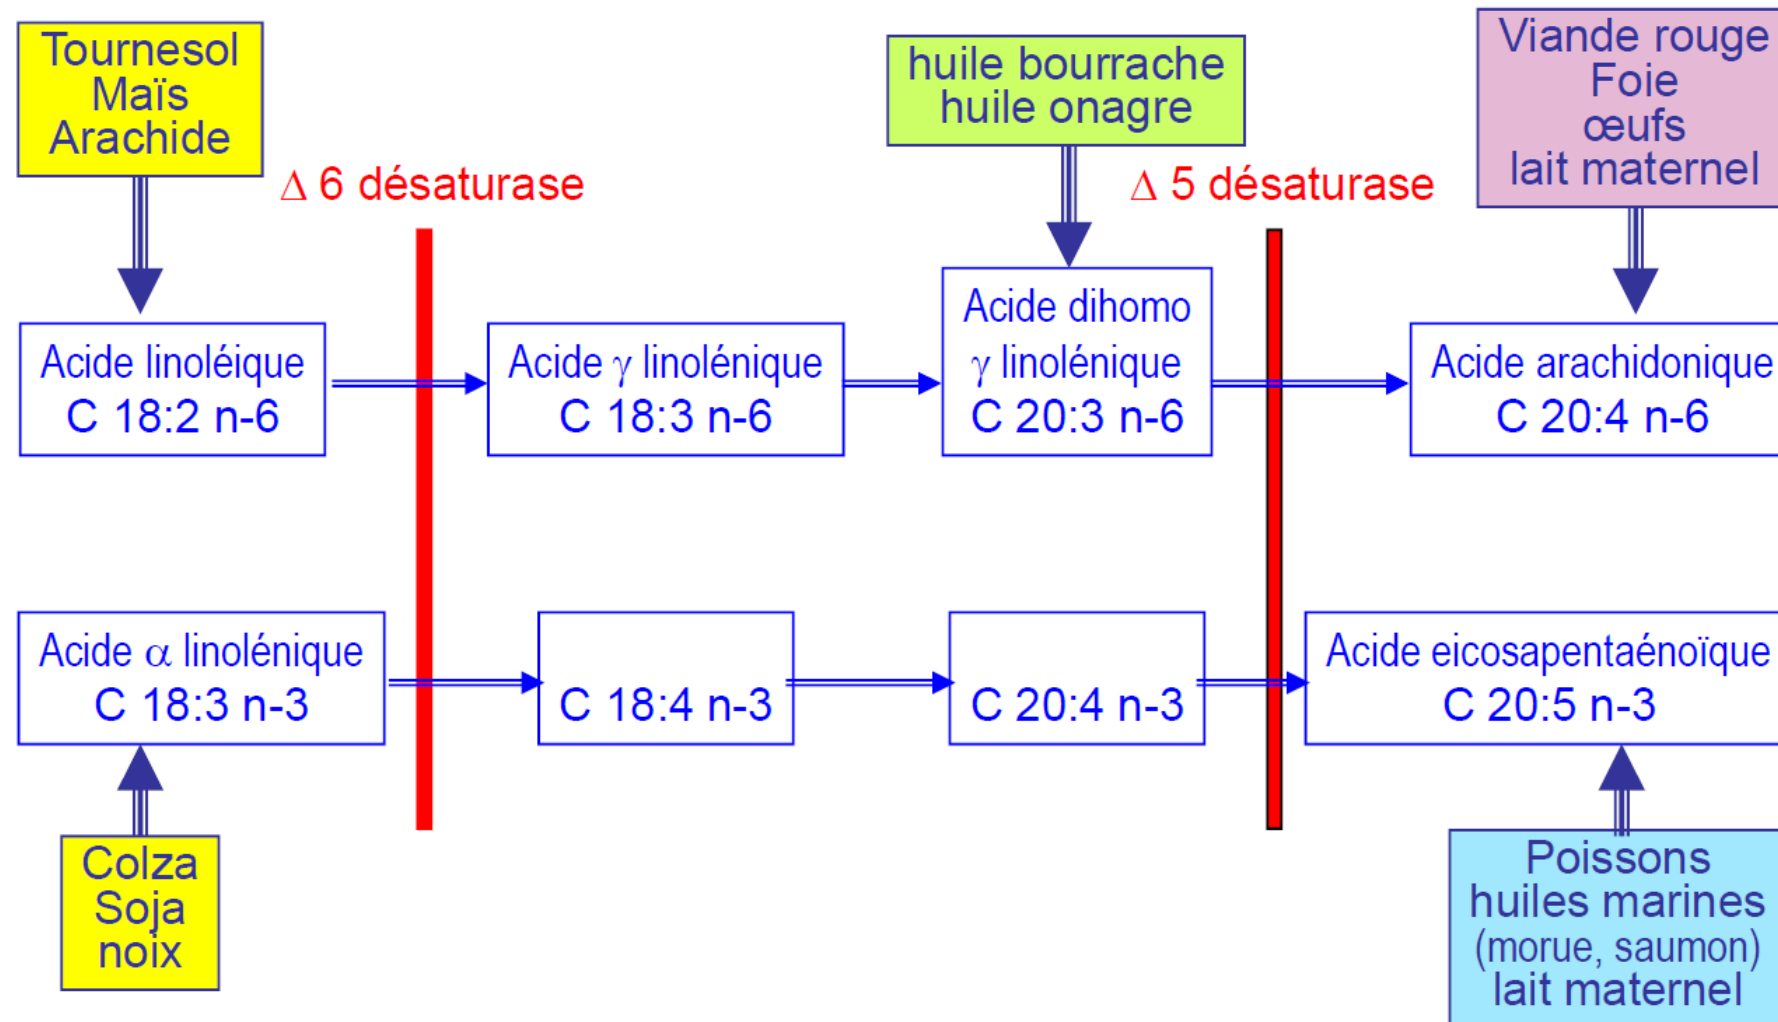 Tournesol
Maïs
Arachide
huile bourrache
huile onagre
Viande rouge
Foie
œufs
lait maternel
Δ 6 désaturase
Δ 5 désaturase
Acide linoléique
C 18:2 n-6
Acide γ linolénique
C 18:3 n-6
Acide dihomo
γ linolénique
C 20:3 n-6
Acide arachidonique
C 20:4 n-6
Acide α linolénique
C 18:3 n-3
C 18:4 n-3
C 20:4 n-3
Acide eicosapentaénoïque
C 20:5 n-3
Colza
Soja
noix
Poissons
huiles marines
(morue, saumon)
lait maternel